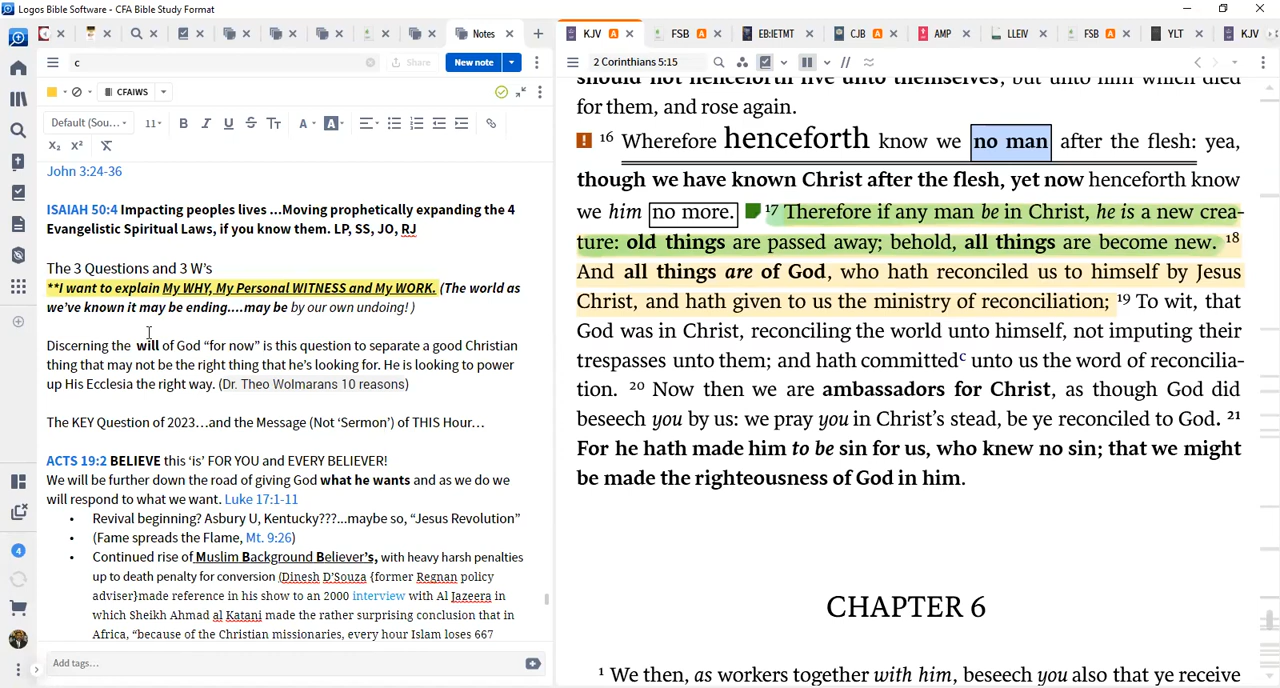 Logos Bible Software - CFA Bible Study Format
Notes
KJV A
FSB A
EB:IETMT
CJB A
AMP
LLEIV
FSB A
YLT
KJV
c
Share
New note
2 Corinthians 5:15
CFAIWS
Default (Sou...
11
B I U S Tт A A
X₂ X²
John 3:24-36
ISAIAH 50:4 Impacting peoples lives ...Moving prophetically expanding the 4
Evangelistic Spiritual Laws, if you know them. LP, SS, JO, RJ
The 3 Questions and 3 W's
**I want to explain My WHY, My Personal WITNESS and My WORK. (The world as
we've known it may be ending....may be by our own undoing! )
Discerning the will of God “for now” is this question to separate a good Christian
thing that may not be the right thing that he's looking for. He is looking to power
up His Ecclesia the right way. (Dr. Theo Wolmarans 10 reasons)
The KEY Question of 2023...and the Message (Not ‘Sermon’) of THIS Hour...
ACTS 19:2 BELIEVE this ‘is’ FOR YOU and EVERY BELIEVER!
We will be further down the road of giving God what he wants and as we do we
will respond to what we want. Luke 17:1-11
• Revival beginning? Asbury U, Kentucky???...maybe so, “Jesus Revolution”
• (Fame spreads the Flame, Mt. 9:26)
• Continued rise of Muslim Background Believer's, with heavy harsh penalties
up to death penalty for conversion (Dinesh D’Souza {former Regnan policy
adviser}made reference in his show to an 2000 interview with Al Jazeera in
which Sheikh Ahmad al Katani made the rather surprising conclusion that in
Africa, “because of the Christian missionaries, every hour Islam loses 667
Add tags...
4
should not henceforth live unto themselves, but unto him which died
for them, and rose again.
16 Wherefore henceforth know we no man after the flesh: yea,
though we have known Christ after the flesh, yet now henceforth know
we him no more. 17 Therefore if any man be in Christ, he is a new crea-
ture: old things are passed away; behold, all things are become new. 18
And all things are of God, who hath reconciled us to himself by Jesus
Christ, and hath given to us the ministry of reconciliation; 19 To wit, that
God was in Christ, reconciling the world unto himself, not imputing their
trespasses unto them; and hath committedc unto us the word of reconcilia-
tion. 20 Now then we are ambassadors for Christ, as though God did
beseech you by us: we pray you in Christ's stead, be ye reconciled to God. 21
For he hath made him to be sin for us, who knew no sin; that we might
be made the righteousness of God in him.
CHAPTER 6
1 We then, as workers together with him, beseech you also that ye receive